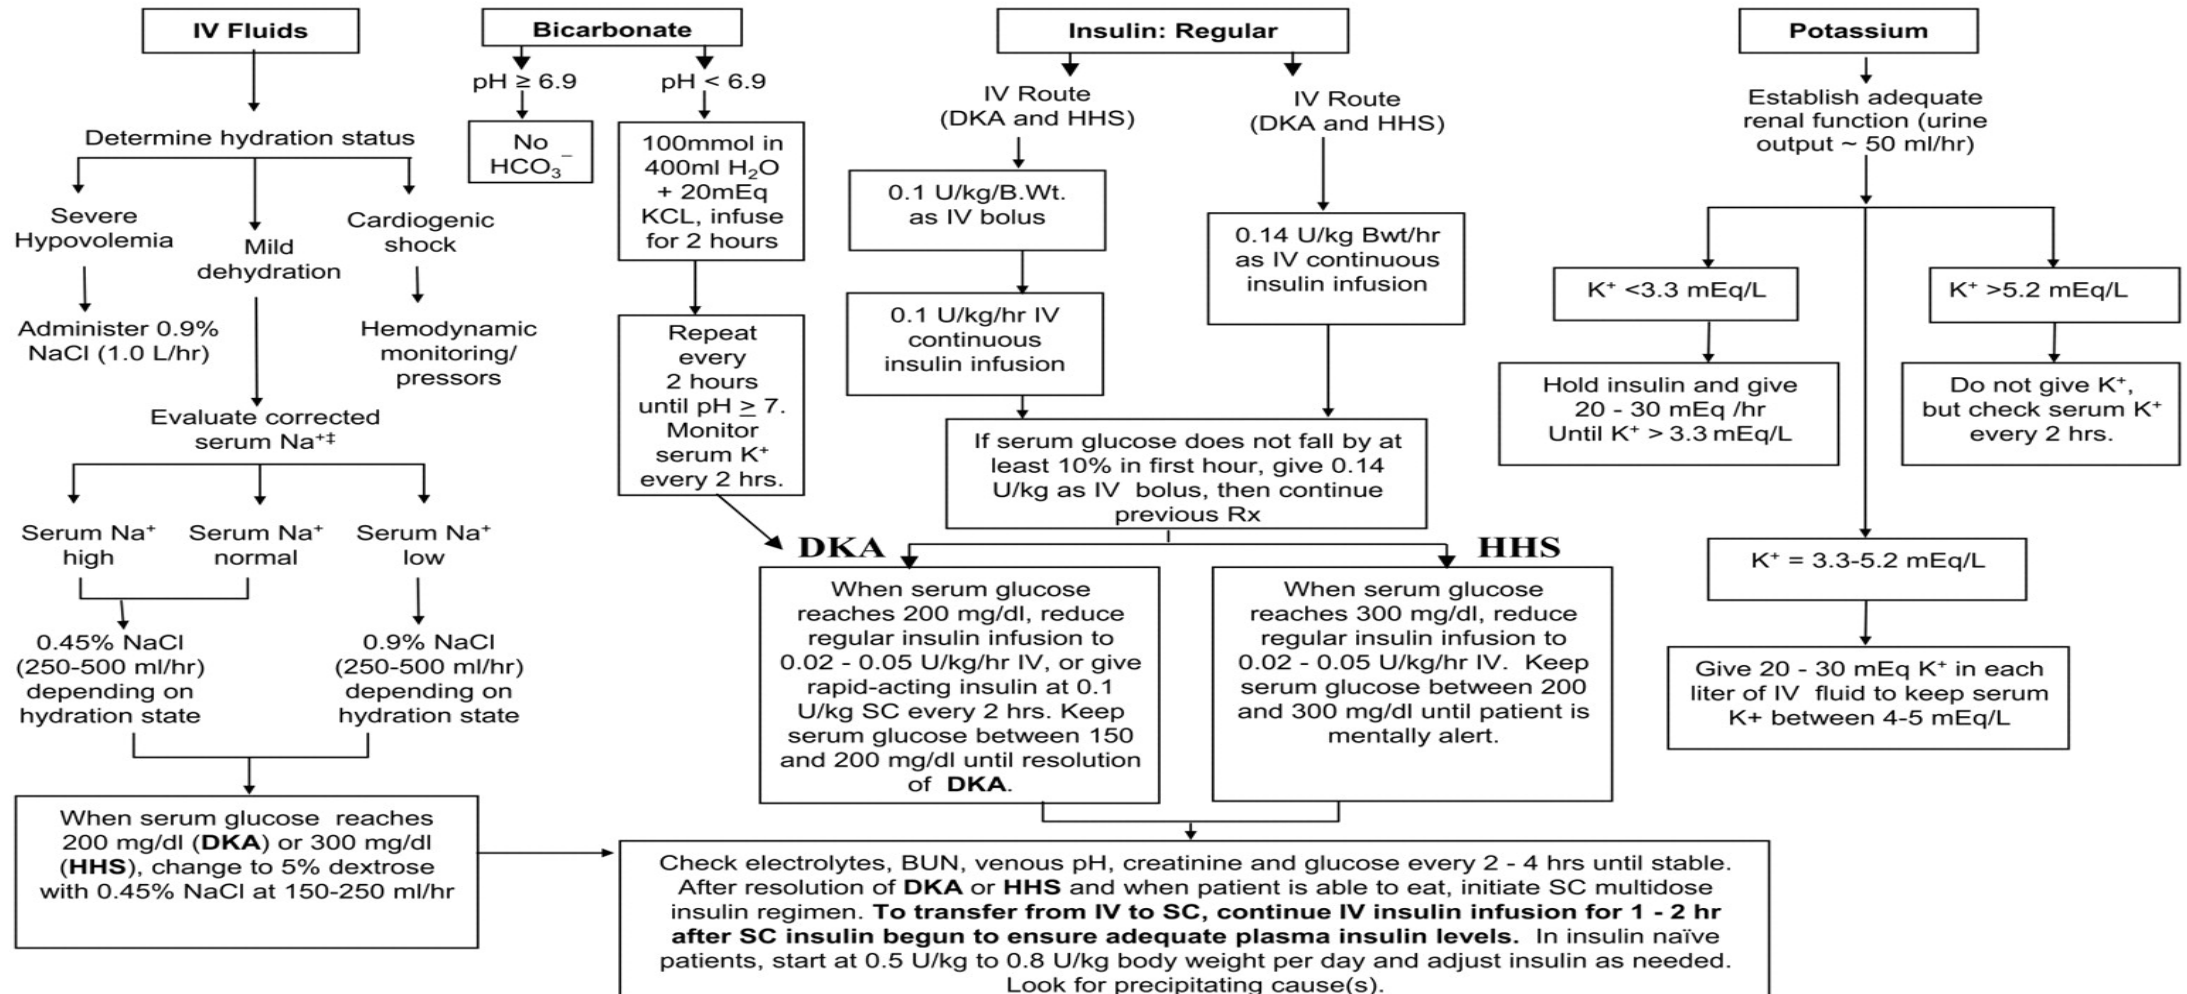 IV Fluids
Determine hydration status
Severe
Hypovolemia
Administer 0.9%
NaCl (1.0 L/hr)
Mild
dehydration
Cardiogenic
shock
Hemodynamic
monitoring/
pressors
Evaluate corrected
serum Na⁺‡
Serum Na⁺
high
Serum Na⁺
normal
Serum Na⁺
low
0.45% NaCl
(250-500 ml/hr)
depending on
hydration state
0.9% NaCl
(250-500 ml/hr)
depending on
hydration state
When serum glucose reaches
200 mg/dl (DKA) or 300 mg/dl
(HHS), change to 5% dextrose
with 0.45% NaCl at 150-250 ml/hr
Bicarbonate
pH ≥ 6.9
No
HCO₃⁻
pH < 6.9
100mmol in
400ml H₂O
+ 20mEq
KCL, infuse
for 2 hours
Repeat
every
2 hours
until pH ≥ 7.
Monitor
serum K⁺
every 2 hrs.
Insulin: Regular
IV Route
(DKA and HHS)
0.1 U/kg/B.Wt.
as IV bolus
0.1 U/kg/hr IV
continuous
insulin infusion
IV Route
(DKA and HHS)
0.14 U/kg Bwt/hr
as IV continuous
insulin infusion
If serum glucose does not fall by at
least 10% in first hour, give 0.14
U/kg as IV bolus, then continue
previous Rx
DKA
When serum glucose
reaches 200 mg/dl, reduce
regular insulin infusion to
0.02 - 0.05 U/kg/hr IV, or give
rapid-acting insulin at 0.1
U/kg SC every 2 hrs. Keep
serum glucose between 150
and 200 mg/dl until resolution
of DKA.
HHS
When serum glucose
reaches 300 mg/dl, reduce
regular insulin infusion to
0.02 - 0.05 U/kg/hr IV. Keep
serum glucose between 200
and 300 mg/dl until patient is
mentally alert.
Potassium
Establish adequate
renal function (urine
output ~ 50 ml/hr)
K⁺ <3.3 mEq/L
Hold insulin and give
20 - 30 mEq /hr
Until K⁺ > 3.3 mEq/L
K⁺ >5.2 mEq/L
Do not give K⁺,
but check serum K⁺
every 2 hrs.
K⁺ = 3.3-5.2 mEq/L
Give 20 - 30 mEq K⁺ in each
liter of IV fluid to keep serum
K+ between 4-5 mEq/L
Check electrolytes, BUN, venous pH, creatinine and glucose every 2 - 4 hrs until stable.
After resolution of DKA or HHS and when patient is able to eat, initiate SC multidose
insulin regimen. To transfer from IV to SC, continue IV insulin infusion for 1 - 2 hr
after SC insulin begun to ensure adequate plasma insulin levels. In insulin naïve
patients, start at 0.5 U/kg to 0.8 U/kg body weight per day and adjust insulin as needed.
Look for precipitating cause(s).